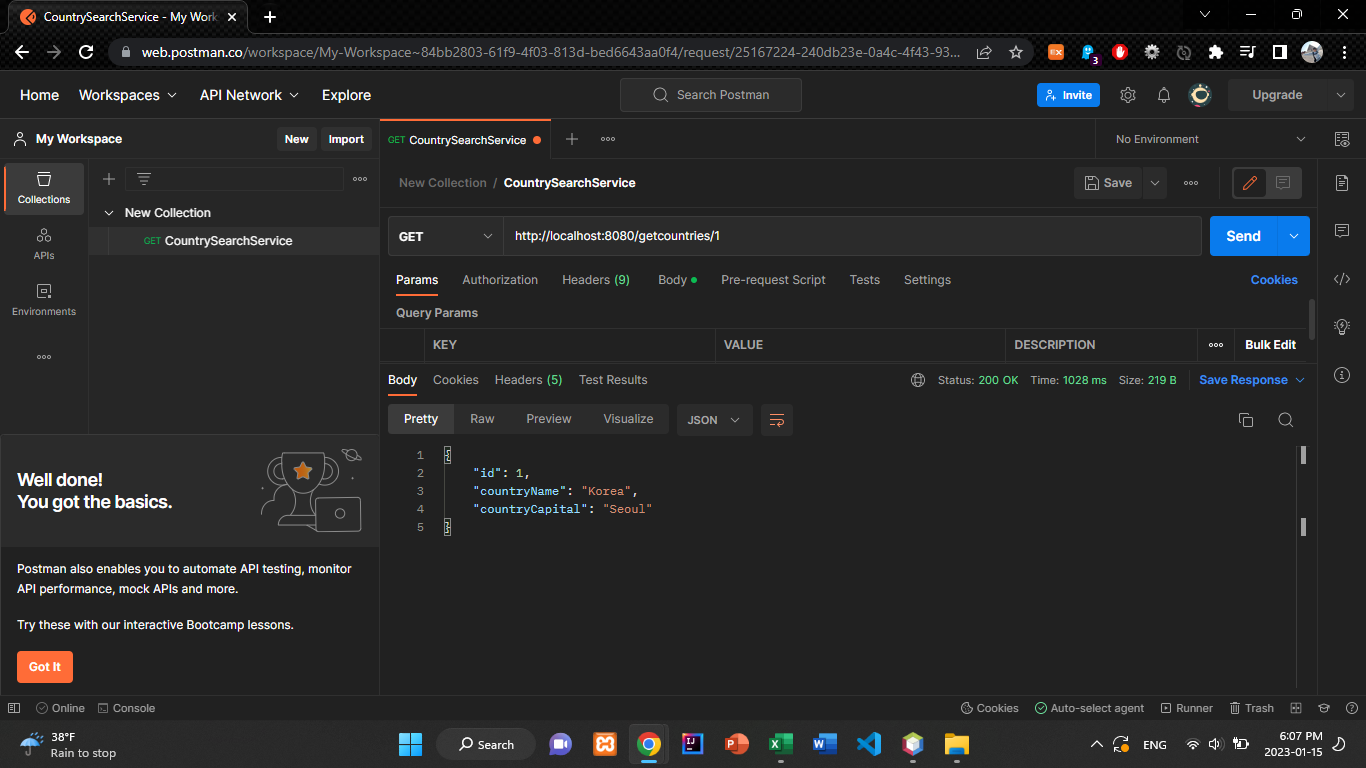 CountrySearchService - My Work
web.postman.co/workspace/My-Workspace~84bb2803-61f9-4f03-813d-bed6643aa0f4/request/25167224-240db23e-0a4c-4f43-93...
3
Home Workspaces API Network Explore
Search Postman
Invite
Upgrade
My Workspace New Import
GET CountrySearchService
No Environment
Collections
APIs
Environments
New Collection
GET CountrySearchService
New Collection / CountrySearchService
Save
GET http://localhost:8080/getcountries/1 Send
Params Authorization Headers (9) Body Pre-request Script Tests Settings Cookies
Query Params
KEY VALUE DESCRIPTION Bulk Edit
Body Cookies Headers (5) Test Results Status: 200 OK Time: 1028 ms Size: 219 B Save Response
Pretty Raw Preview Visualize JSON
1 {
2 "id": 1,
3 "countryName": "Korea",
4 "countryCapital": "Seoul"
5 }
Well done!
You got the basics.
Postman also enables you to automate API testing, monitor
API performance, mock APIs and more.
Try these with our interactive Bootcamp lessons.
Got It
Online Console Cookies Auto-select agent Runner Trash
38°F
Rain to stop
Search
ENG
6:07 PM
2023-01-15